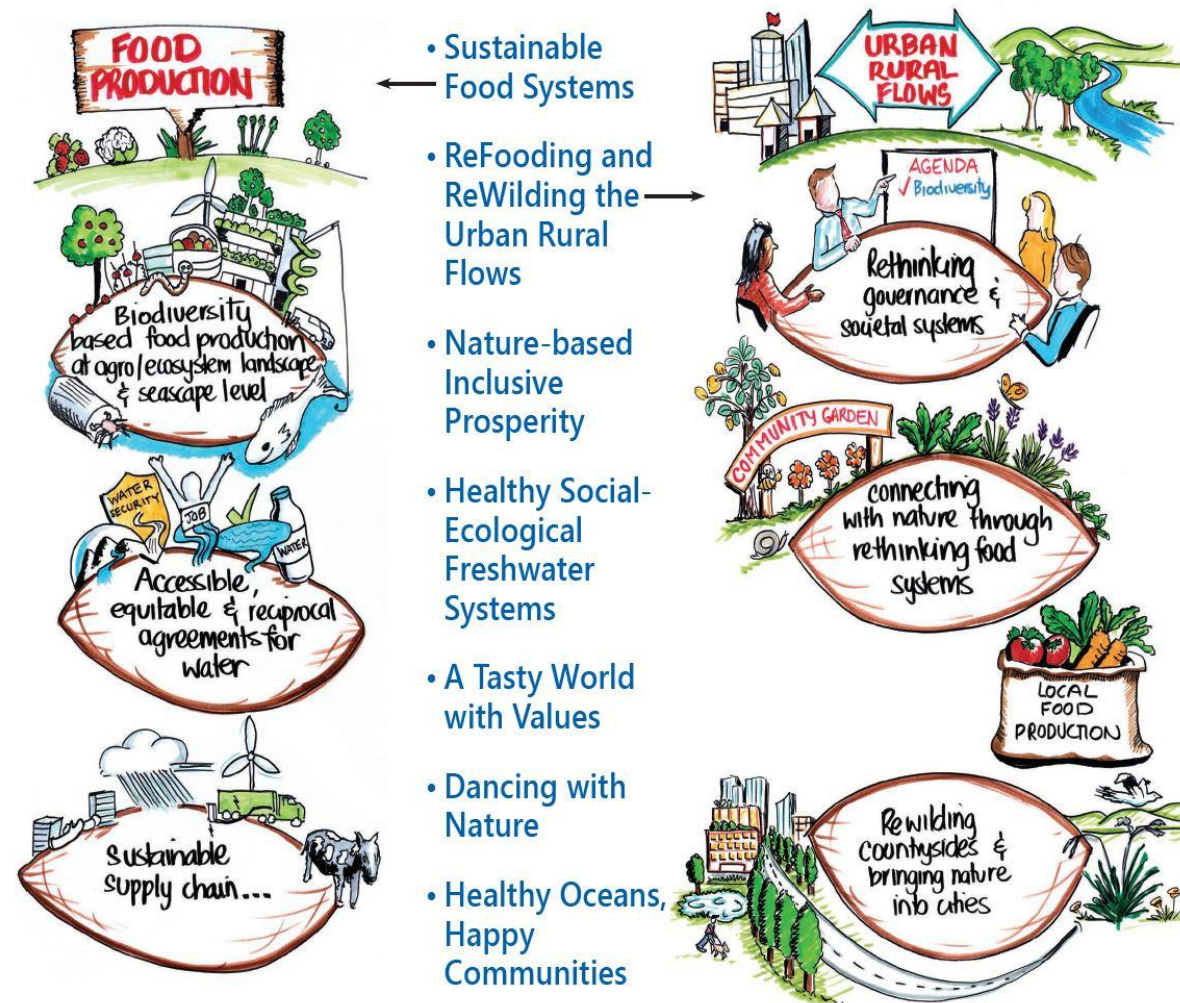 FOOD
PRODUCTION
Biodiversity
based food production
at agro/ecosystem landscape
& seascape level
WATER
SECURITY
JOB
WATER
Accessible,
equitable & reciprocal
agreements for
water
Sustainable
supply chain...
• Sustainable
Food Systems
• ReFooding and
ReWilding the
Urban Rural
Flows
• Nature-based
Inclusive
Prosperity
• Healthy Social-
Ecological
Freshwater
Systems
• A Tasty World
with Values
• Dancing with
Nature
• Healthy Oceans,
Happy
Communities
URBAN
RURAL
FLOWS
AGENDA
✓ Biodiversity
Rethinking
governance &
societal systems
COMMUNITY GARDEN
connecting
with nature through
rethinking food
systems
LOCAL
FOOD
PRODUCTION
Rewilding
countrysides &
bringing nature
into cities